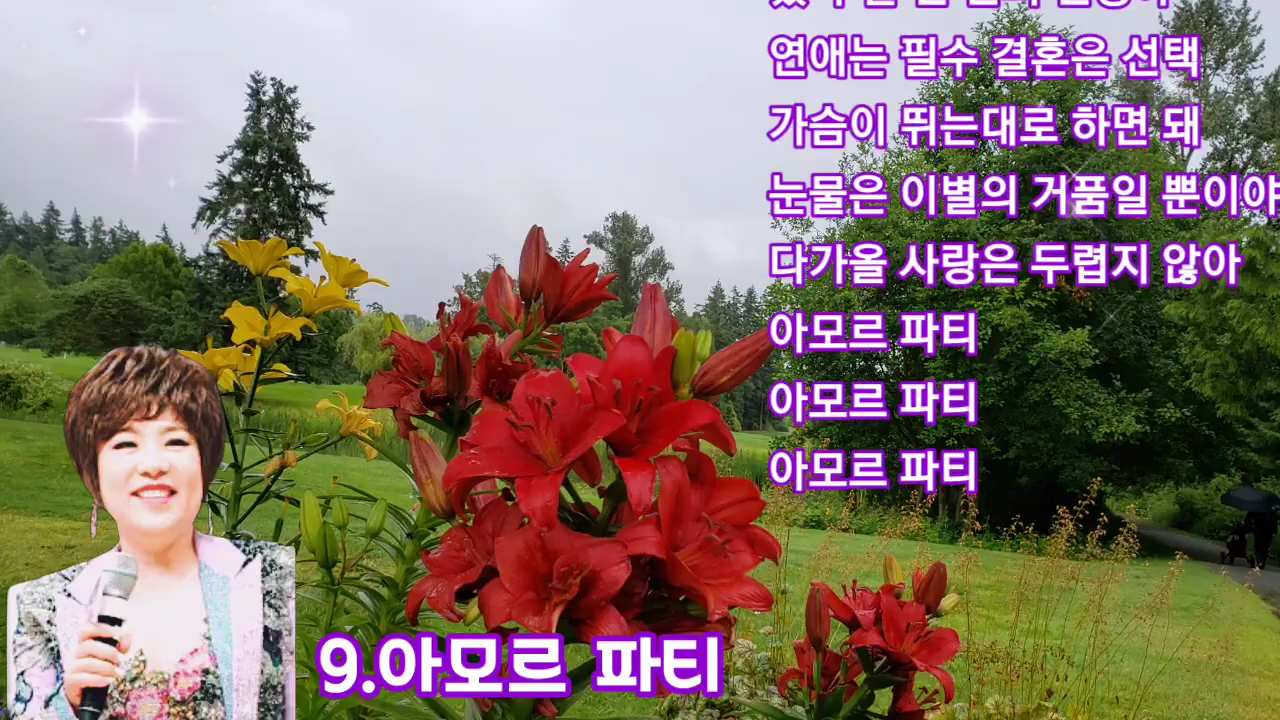 연애는 필수 결혼은 선택
가슴이 뛰는대로 하면 돼
눈물은 이별의 거품일 뿐이야
다가올 사랑은 두렵지 않아
아모르 파티
아모르 파티
아모르 파티
9.아모르 파티